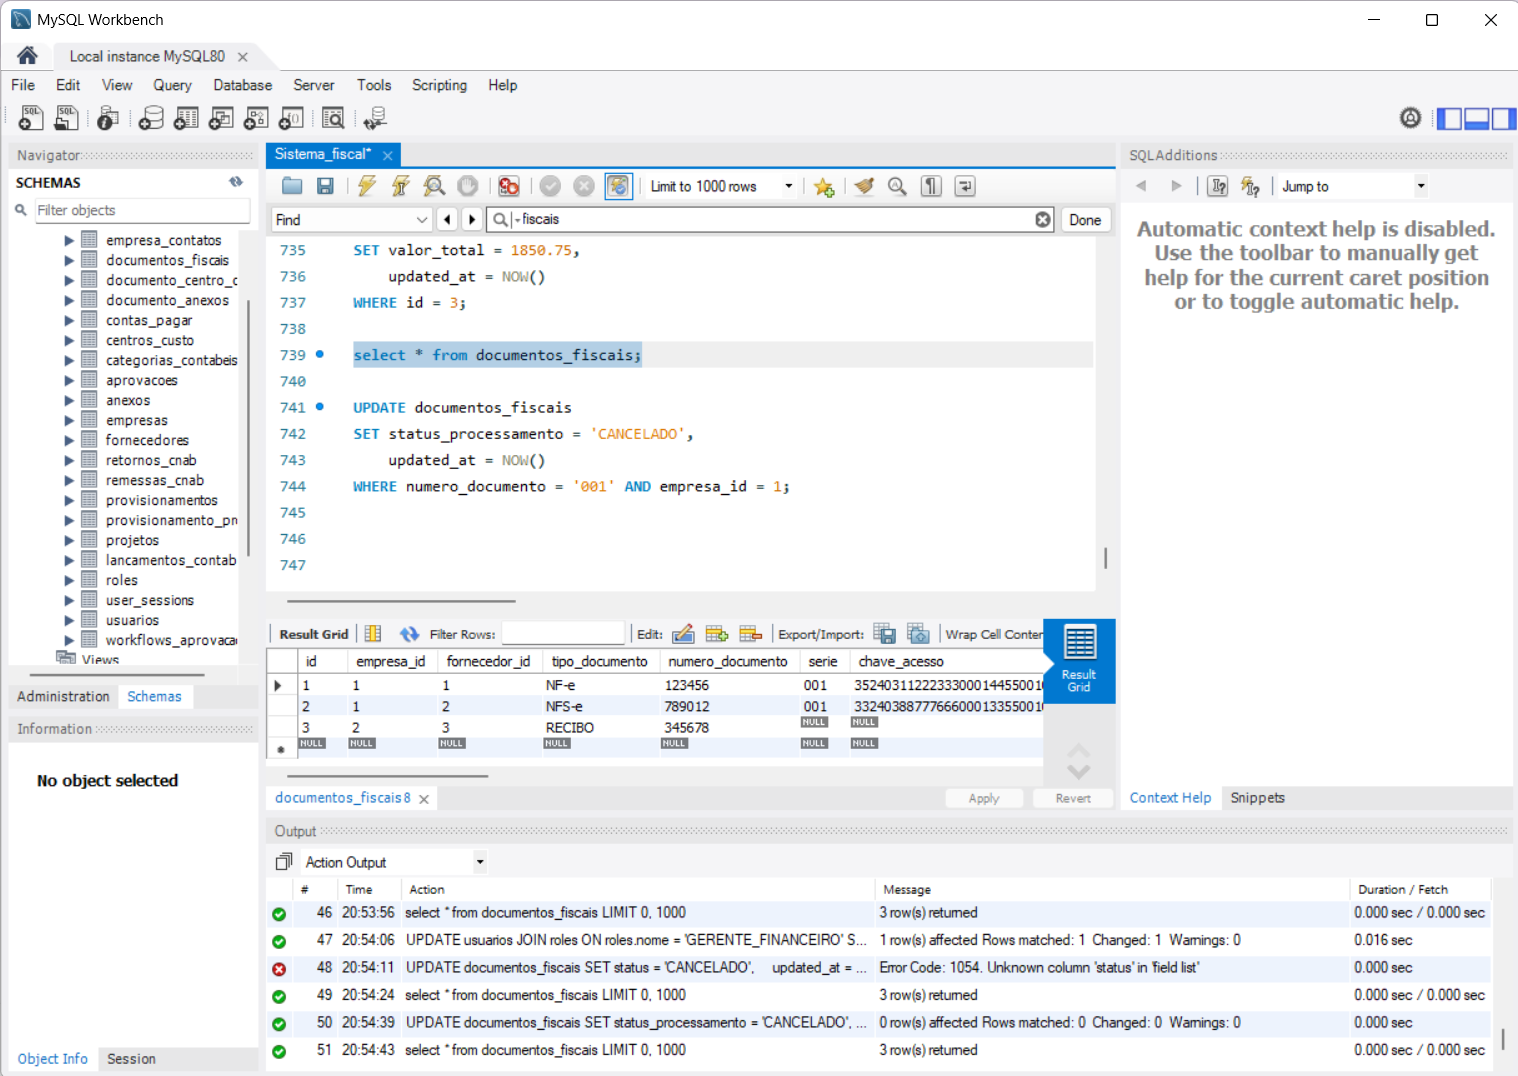 MySQL Workbench
Local instance MySQL80
File Edit View Query Database Server Tools Scripting Help
Navigator
SCHEMAS
Filter objects
empresa_contatos
documentos_fiscais
documento_centro_c
documento_anexos
contas_pagar
centros_custo
categorias_contabeis
aprovacoes
anexos
empresas
fornecedores
retornos_cnab
remessas_cnab
provisionamentos
provisionamento_pr
projetos
lancamentos_contab
roles
user_sessions
usuarios
workflows_aprovaca
Views
Administration Schemas
Information
No object selected
Object Info Session
Sistema_fiscal*
Limit to 1000 rows
Find fiscais Done
735 SET valor_total = 1850.75,
736 updated_at = NOW()
737 WHERE id = 3;
738
739 select * from documentos_fiscais;
740
741 UPDATE documentos_fiscais
742 SET status_processamento = 'CANCELADO',
743 updated_at = NOW()
744 WHERE numero_documento = '001' AND empresa_id = 1;
745
746
747
Result Grid Filter Rows: Edit: Export/Import: Wrap Cell Conter
id empresa_id fornecedor_id tipo_documento numero_documento serie chave_acesso
1 1 1 NF-e 123456 001 3524031122233300014455001
2 1 2 NFS-e 789012 001 3324038877766600013355001
3 2 3 RECIBO 345678 NULL NULL
NULL NULL NULL NULL NULL NULL NULL
Result Grid
documentos_fiscais 8
Apply Revert
SQLAdditions
Jump to
Automatic context help is disabled.
Use the toolbar to manually get
help for the current caret position
or to toggle automatic help.
Context Help Snippets
Output
Action Output
# Time Action Message Duration / Fetch
46 20:53:56 select * from documentos_fiscais LIMIT 0, 1000 3 row(s) returned 0.000 sec / 0.000 sec
47 20:54:06 UPDATE usuarios JOIN roles ON roles.nome = 'GERENTE_FINANCEIRO' S... 1 row(s) affected Rows matched: 1 Changed: 1 Warnings: 0 0.016 sec
48 20:54:11 UPDATE documentos_fiscais SET status = 'CANCELADO', updated_at = ... Error Code: 1054. Unknown column 'status' in 'field list' 0.000 sec
49 20:54:24 select * from documentos_fiscais LIMIT 0, 1000 3 row(s) returned 0.000 sec / 0.000 sec
50 20:54:39 UPDATE documentos_fiscais SET status_processamento = 'CANCELADO', ... 0 row(s) affected Rows matched: 0 Changed: 0 Warnings: 0 0.000 sec
51 20:54:43 select * from documentos_fiscais LIMIT 0, 1000 3 row(s) returned 0.000 sec / 0.000 sec